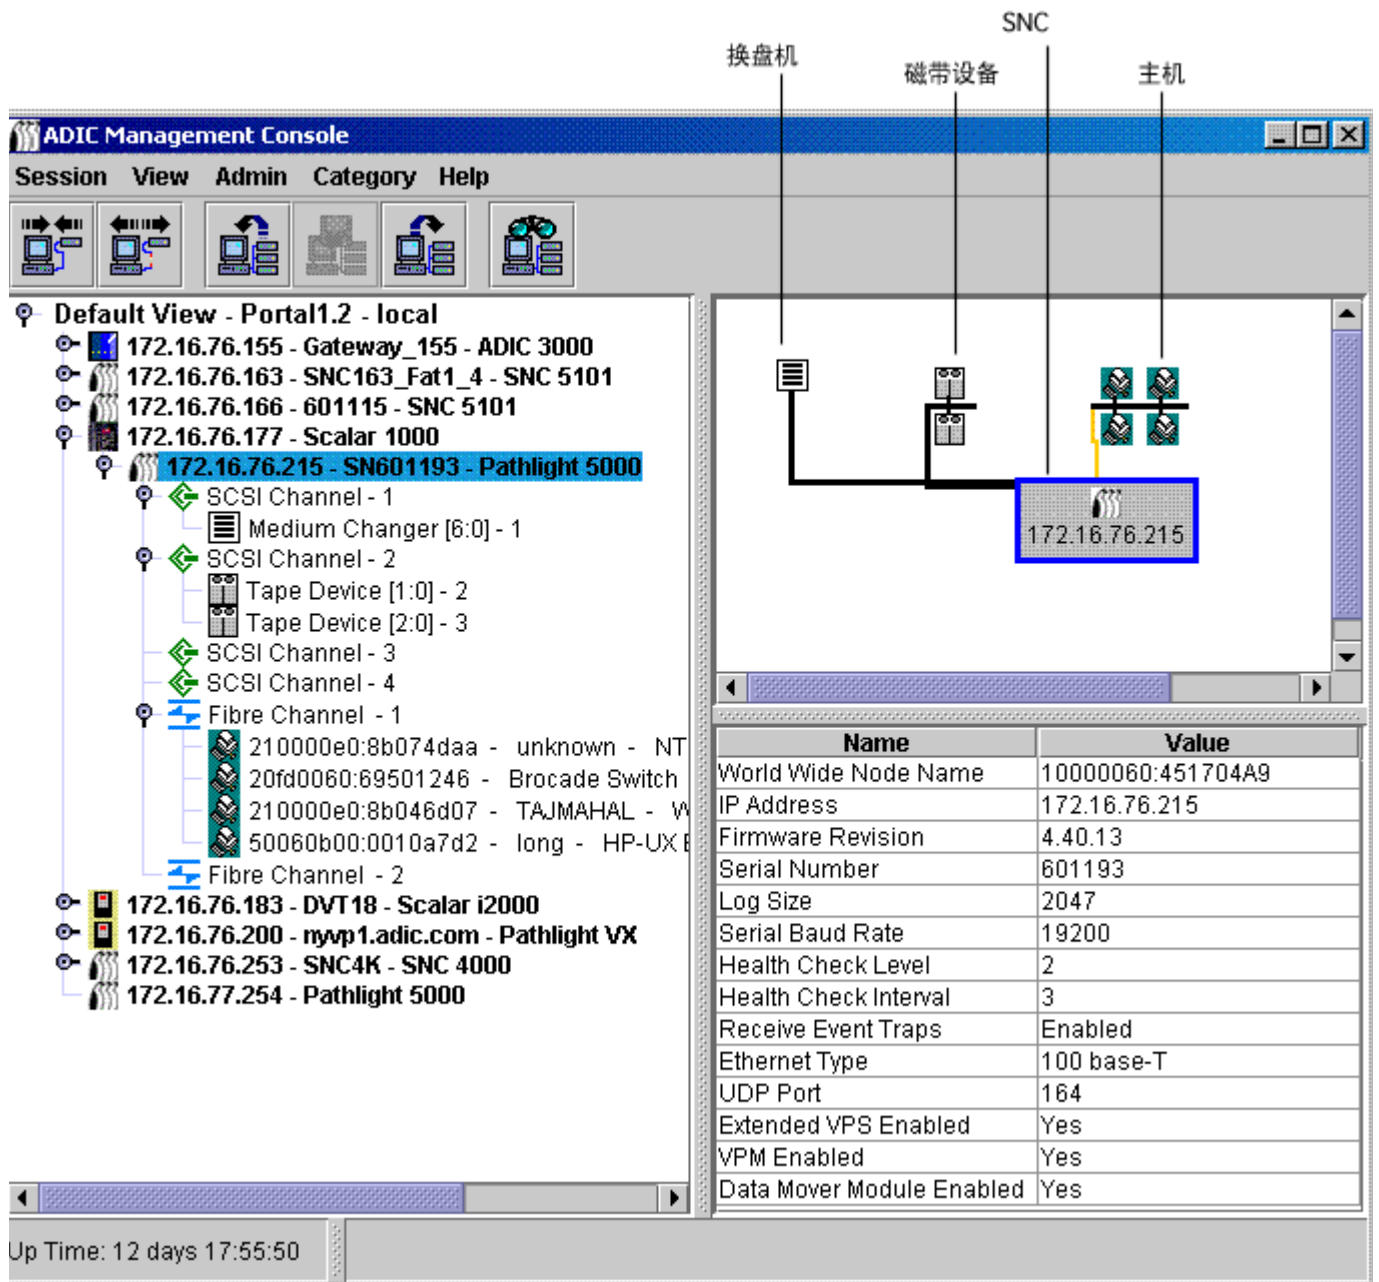 SNC
换盘机
磁带设备
主机
ADIC Management Console
Session View Admin Category Help
Default View - Portal1.2 - local
172.16.76.155 - Gateway_155 - ADIC 3000
172.16.76.163 - SNC163_Fat1_4 - SNC 5101
172.16.76.166 - 601115 - SNC 5101
172.16.76.177 - Scalar 1000
172.16.76.215 - SN601193 - Pathlight 5000
SCSI Channel - 1
Medium Changer [6:0] - 1
SCSI Channel - 2
Tape Device [1:0] - 2
Tape Device [2:0] - 3
SCSI Channel - 3
SCSI Channel - 4
Fibre Channel - 1
210000e0:8b074daa - unknown - NT
20fd0060:69501246 - Brocade Switch
210000e0:8b046d07 - TAJMAHAL - W
50060b00:0010a7d2 - long - HP-UX E
Fibre Channel - 2
172.16.76.183 - DVT18 - Scalar i2000
172.16.76.200 - nyvp1.adic.com - Pathlight VX
172.16.76.253 - SNC4K - SNC 4000
172.16.77.254 - Pathlight 5000
172.16.76.215
Name Value
World Wide Node Name 10000060:451704A9
IP Address 172.16.76.215
Firmware Revision 4.40.13
Serial Number 601193
Log Size 2047
Serial Baud Rate 19200
Health Check Level 2
Health Check Interval 3
Receive Event Traps Enabled
Ethernet Type 100 base-T
UDP Port 164
Extended VPS Enabled Yes
VPM Enabled Yes
Data Mover Module Enabled Yes
Up Time: 12 days 17:55:50